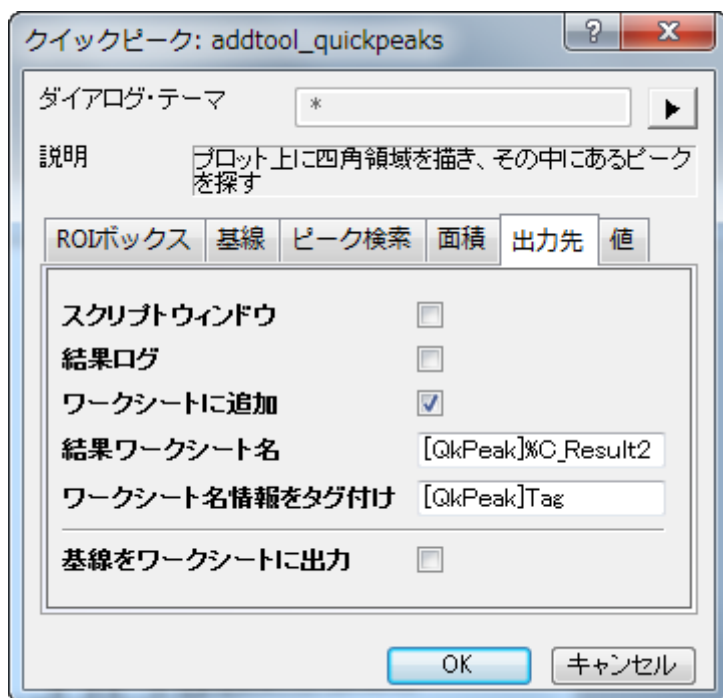 クイックピーク: addtool_quickpeaks
ダイアログ・テーマ
*
説明
プロット上に四角領域を描き、その中にあるピーク
を探す
ROIボックス 基線 ピーク検索 面積 出力先 値
スクリプトウィンドウ
結果ログ
ワークシートに追加
結果ワークシート名 [QkPeak]%C_Result2
ワークシート名情報をタグ付け [QkPeak]Tag
基線をワークシートに出力
OK キャンセル